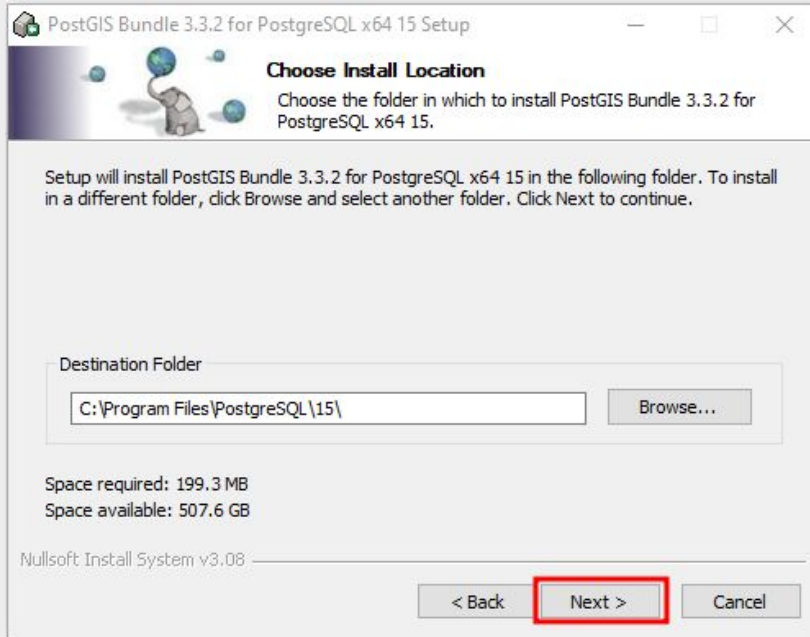 PostGIS Bundle 3.3.2 for PostgreSQL x64 15 Setup
Choose Install Location
Choose the folder in which to install PostGIS Bundle 3.3.2 for
PostgreSQL x64 15.
Setup will install PostGIS Bundle 3.3.2 for PostgreSQL x64 15 in the following folder. To install
in a different folder, click Browse and select another folder. Click Next to continue.
Destination Folder
C:\Program Files\PostgreSQL\15\
Browse...
Space required: 199.3 MB
Space available: 507.6 GB
Nullsoft Install System v3.08
< Back
Next >
Cancel